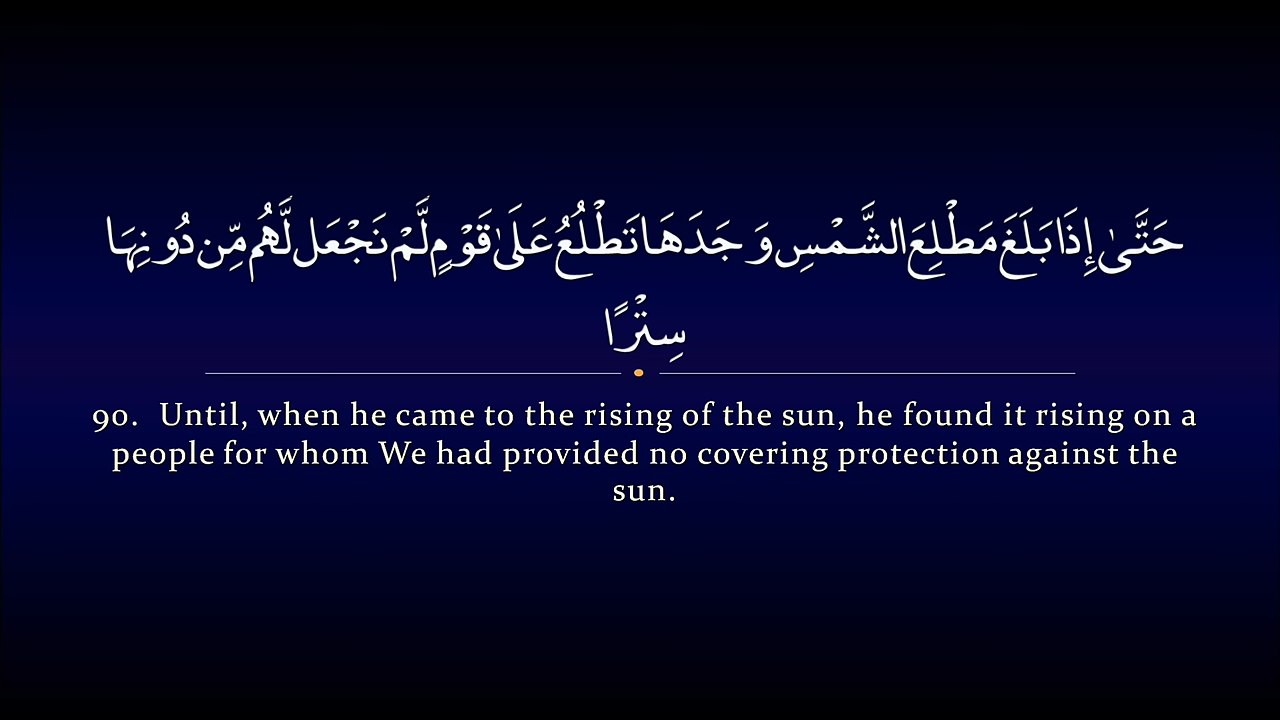 حَتَّىٰ إِذَا بَلَغَ مَطْلِعَ الشَّمْسِ وَجَدَهَا تَطْلُعُ عَلَىٰ قَوْمٍ لَّمْ نَجْعَل لَّهُم مِّن دُونِهَا
سِتْرًا
90. Until, when he came to the rising of the sun, he found it rising on a
people for whom We had provided no covering protection against the
sun.